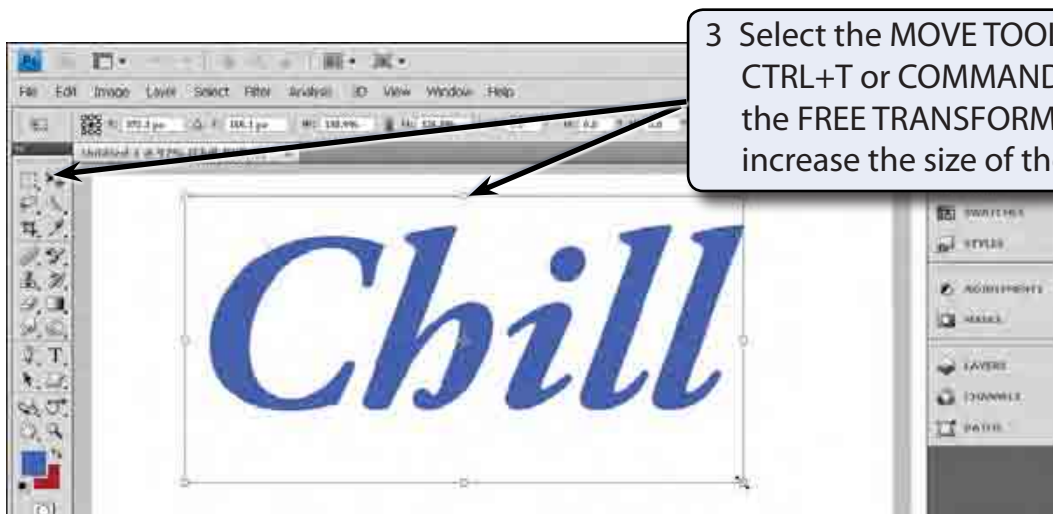 3 Select the MOVE TOOL
CTRL+T or COMMAND
the FREE TRANSFORM
increase the size of th
Ps
File Edit Image Layer Select Filter Analysis 3D View Window Help
Chill
T
SWATCHES
STYLES
ADJUSTMENTS
MASKS
LAYERS
CHANNELS
PATHS